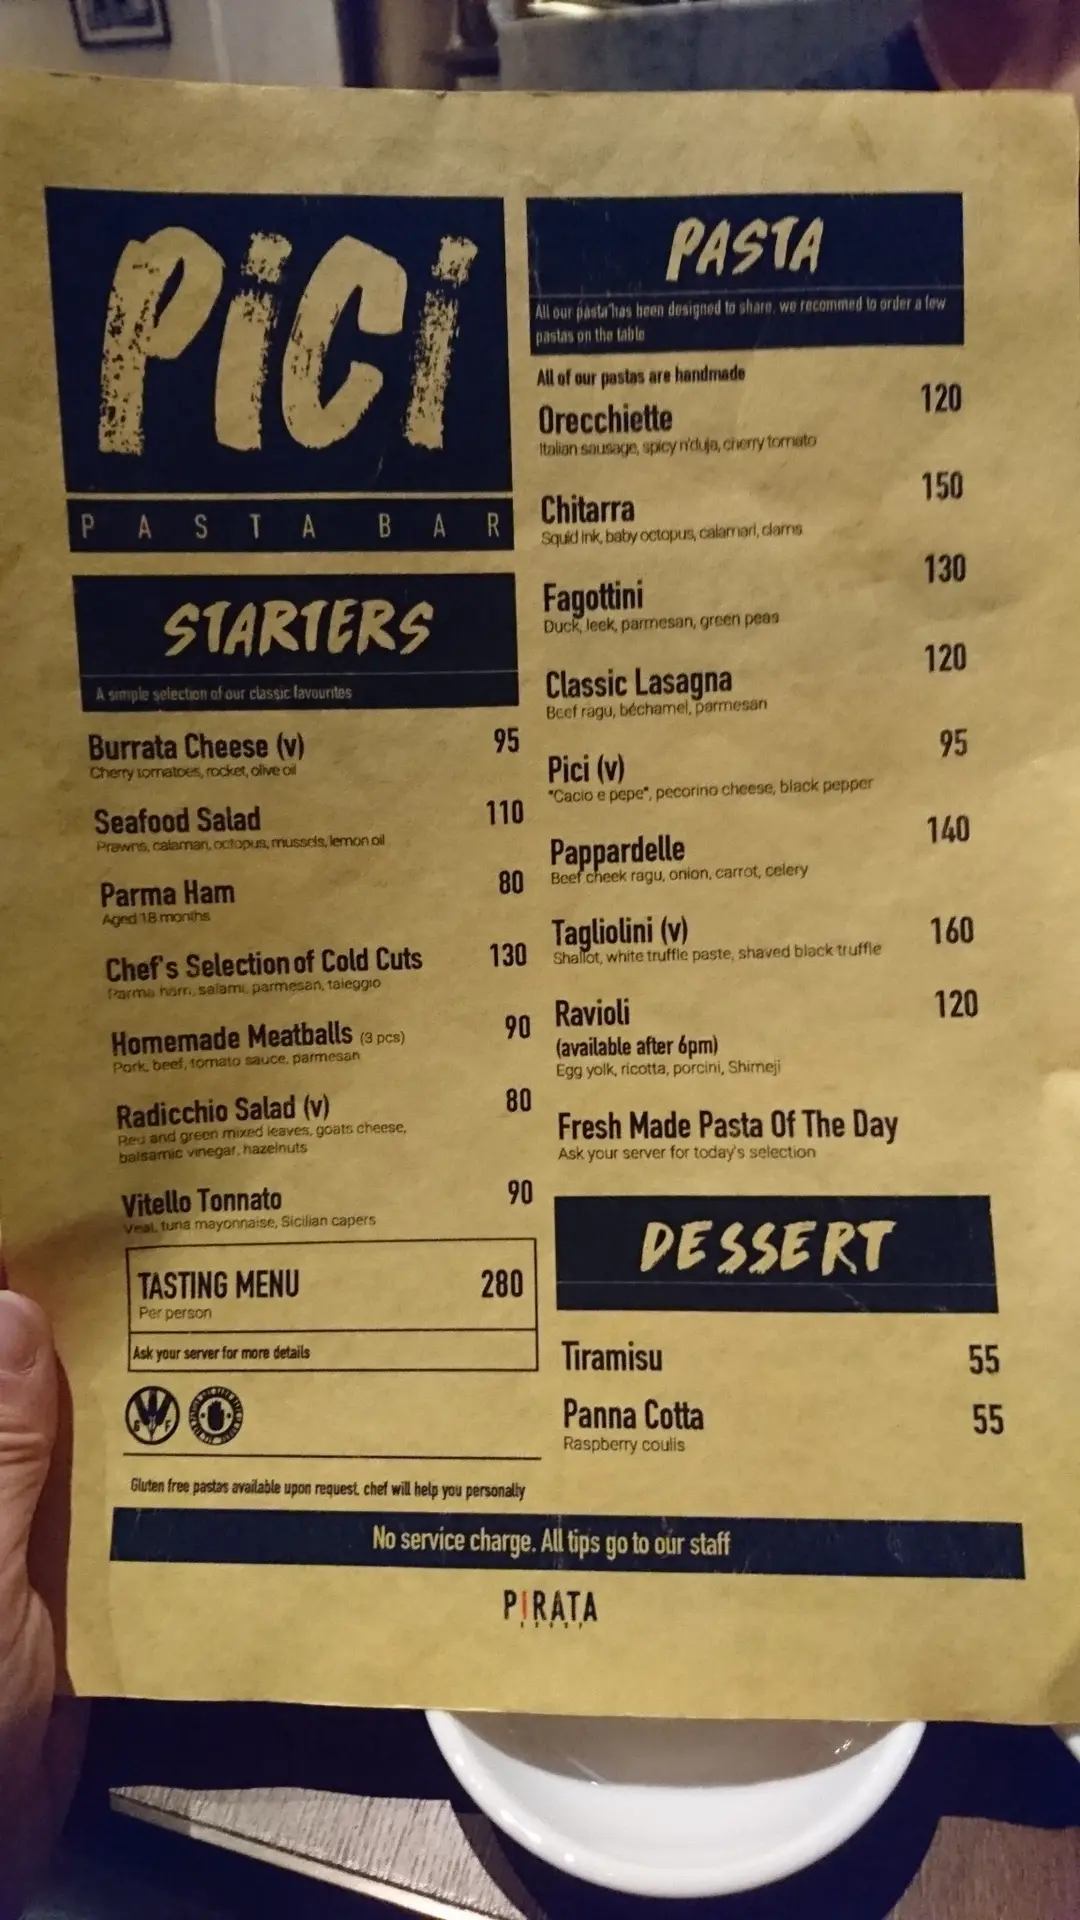 PiCi
PASTA BAR
STARTERS
A simple selection of our classic favourites
Burrata Cheese (v) 95
Cherry tomatoes, rocket, olive oil
Seafood Salad 110
Prawns, calamari, octopus, mussels, lemon oil
Parma Ham 80
Aged 18 months
Chef's Selection of Cold Cuts 130
Parma ham, salami, parmesan, taleggio
Homemade Meatballs (3 pcs) 90
Pork, beef, tomato sauce, parmesan
Radicchio Salad (v) 80
Red and green mixed leaves, goats cheese,
balsamic vinegar, hazelnuts
Vitello Tonnato 90
Veal, tuna mayonnaise, Sicilian capers
TASTING MENU 280
Per person
Ask your server for more details
G F
Gluten free pastas available upon request, chef will help you personally
PASTA
All our pasta has been designed to share, we recommed to order a few
pastas on the table
All of our pastas are handmade
Orecchiette 120
Italian sausage, spicy n'duja, cherry tomato
Chitarra 150
Squid ink, baby octopus, calamari, clams
Fagottini 130
Duck, leek, parmesan, green peas
Classic Lasagna 120
Beef ragu, béchamel, parmesan
Pici (v) 95
"Cacio e pepe", pecorino cheese, black pepper
Pappardelle 140
Beef cheek ragu, onion, carrot, celery
Tagliolini (v) 160
Shallot, white truffle paste, shaved black truffle
Ravioli 120
(available after 6pm)
Egg yolk, ricotta, porcini, Shimeji
Fresh Made Pasta Of The Day
Ask your server for today's selection
DESSERT
Tiramisu 55
Panna Cotta 55
Raspberry coulis
No service charge. All tips go to our staff
PIRATA